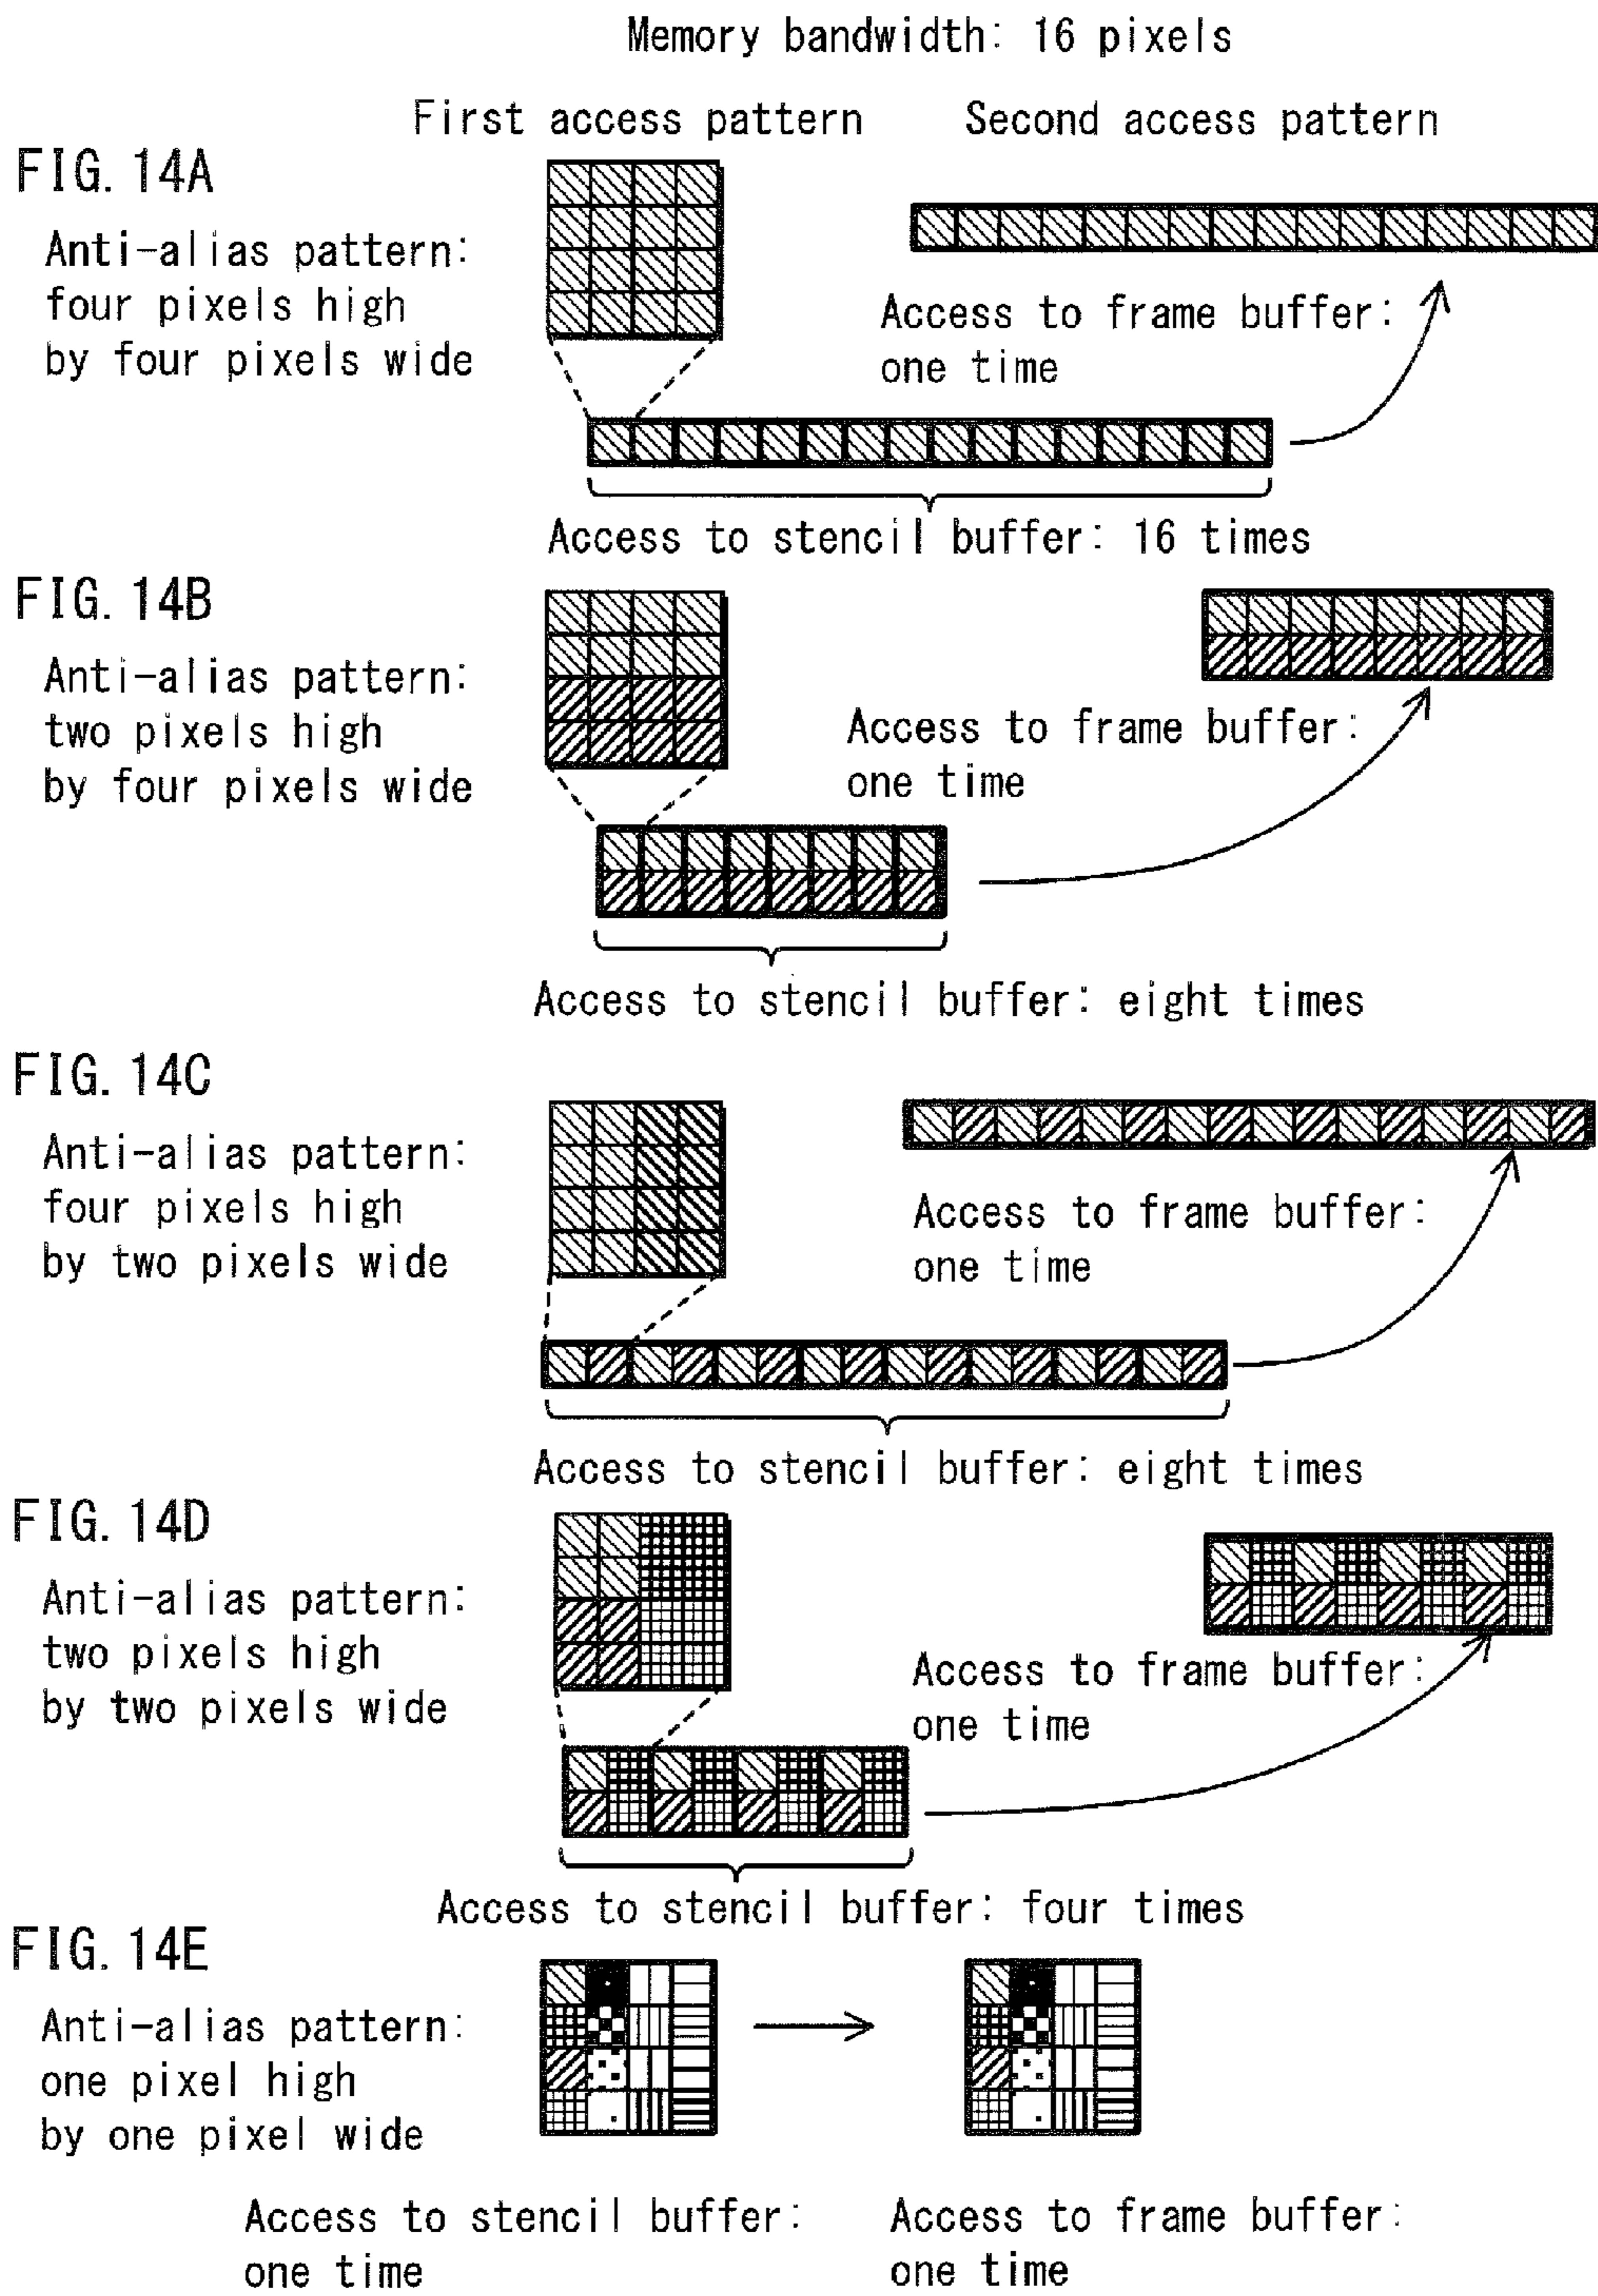 Memory bandwidth: 16 pixels
First access pattern
Second access pattern
FIG. 14A
Anti-alias pattern:
four pixels high
by four pixels wide
Access to frame buffer:
one time
Access to stencil buffer: 16 times
FIG. 14B
Anti-alias pattern:
two pixels high
by four pixels wide
Access to frame buffer:
one time
Access to stencil buffer: eight times
FIG. 14C
Anti-alias pattern:
four pixels high
by two pixels wide
Access to frame buffer:
one time
Access to stencil buffer: eight times
FIG. 14D
Anti-alias pattern:
two pixels high
by two pixels wide
Access to frame buffer:
one time
Access to stencil buffer: four times
FIG. 14E
Anti-alias pattern:
one pixel high
by one pixel wide
Access to stencil buffer:
one time
Access to frame buffer:
one time